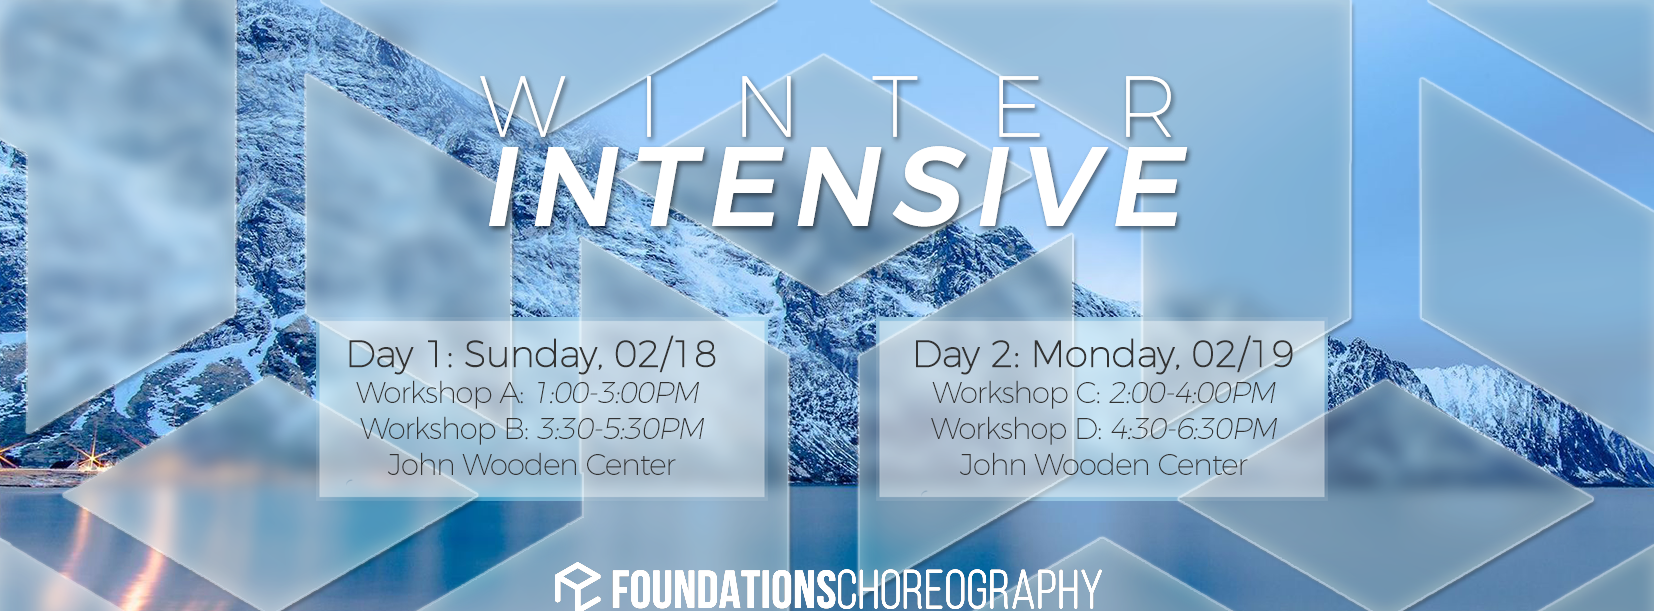 WINTER
INTENSIVE
Day 1: Sunday, 02/18
Workshop A: 1:00-3:00PM
Workshop B: 3:30-5:30PM
John Wooden Center
Day 2: Monday, 02/19
Workshop C: 2:00-4:00PM
Workshop D: 4:30-6:30PM
John Wooden Center
FOUNDATIONSCHOREOGRAPHY